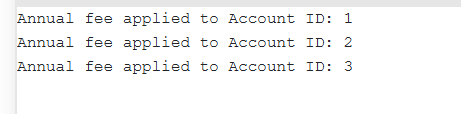 Annual fee applied to Account ID: 1
Annual fee applied to Account ID: 2
Annual fee applied to Account ID: 3